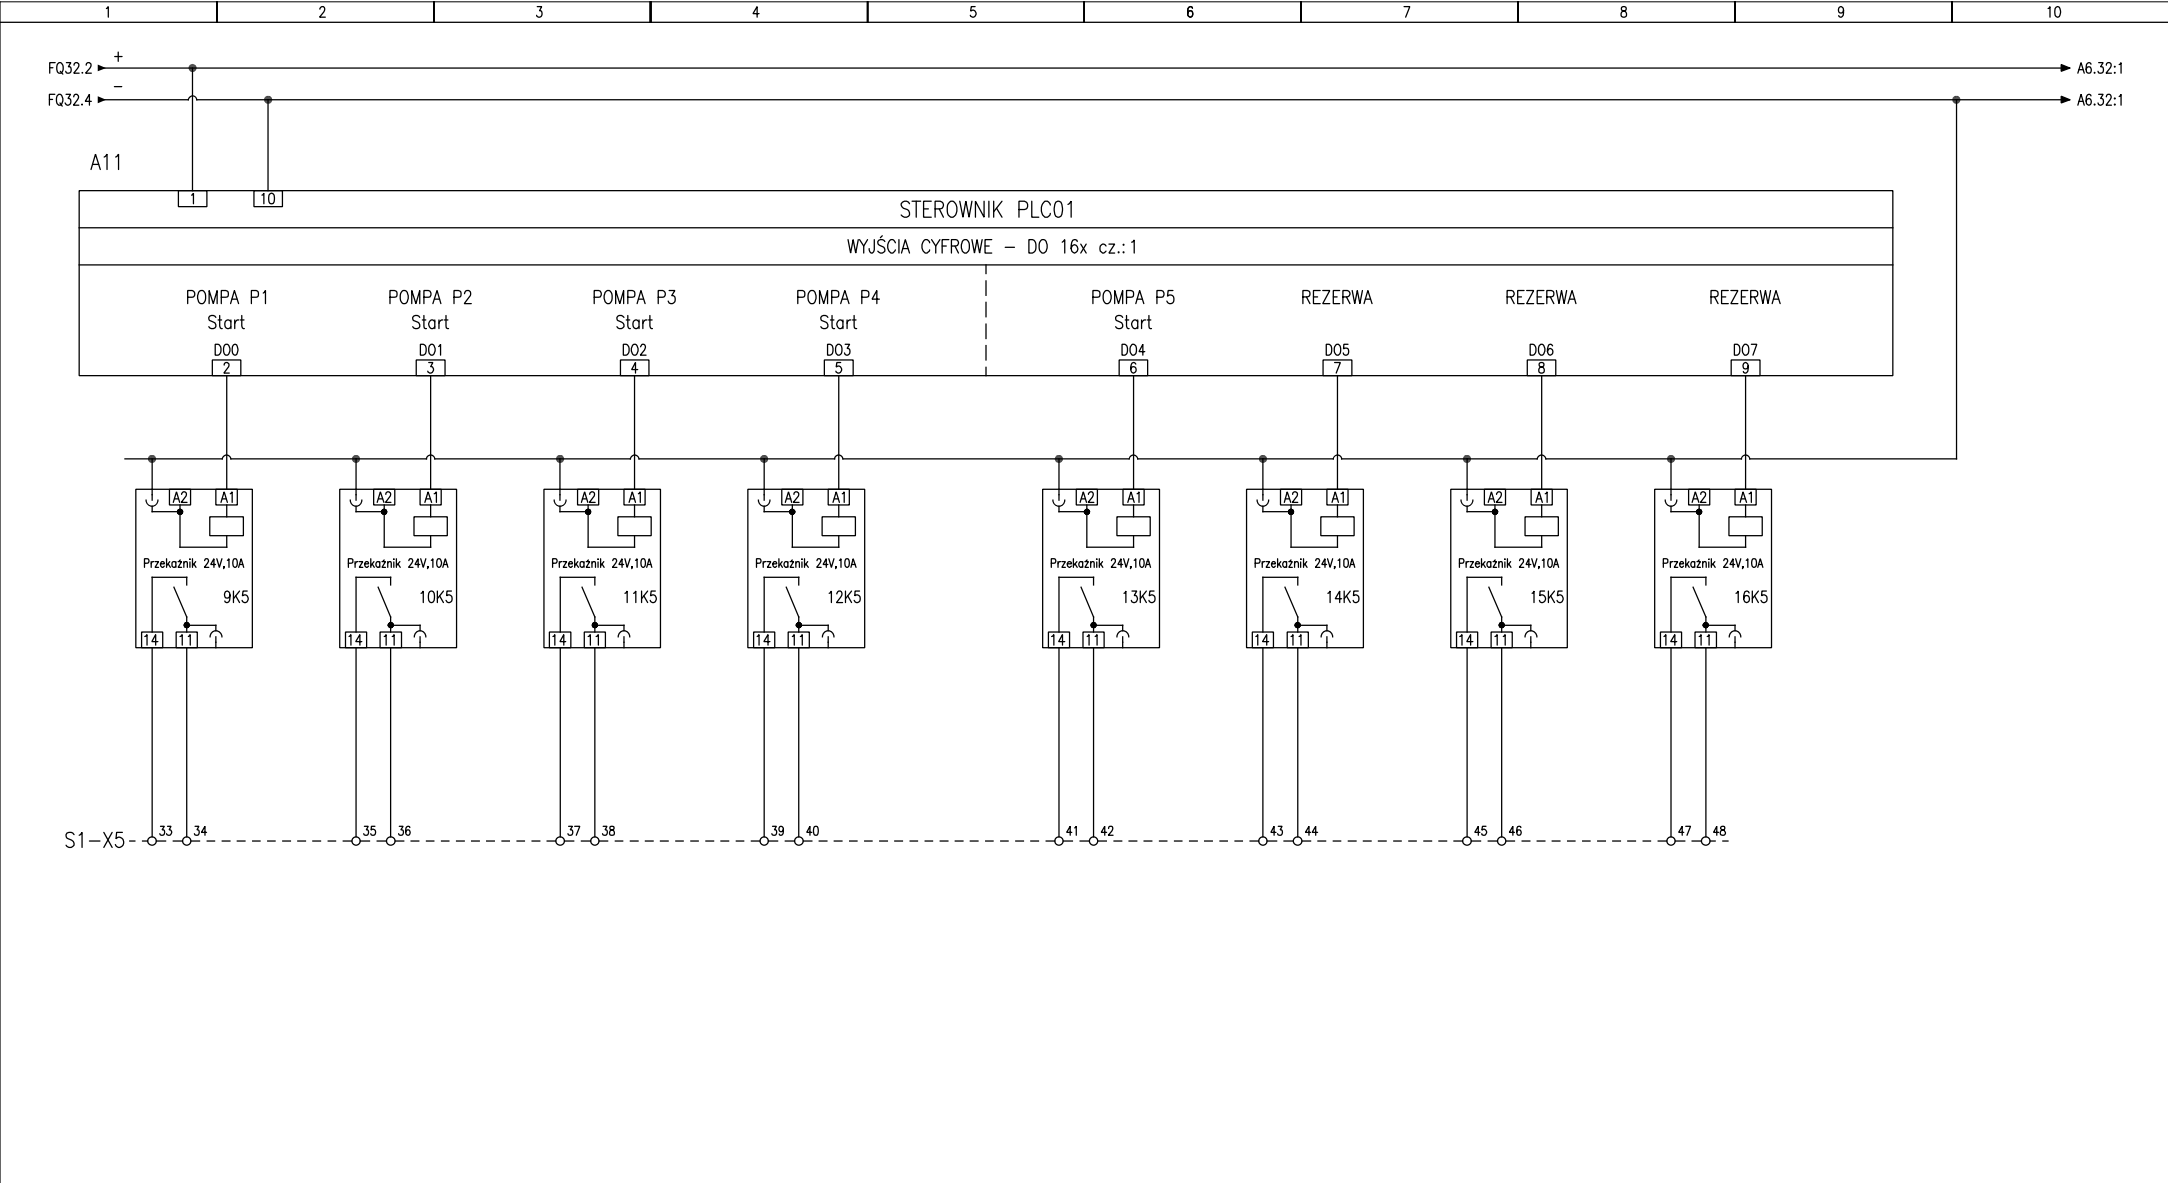 1 2 3 4 5 6 7 8 9 10
FQ32.2 + A6.32:1
FQ32.4 − A6.32:1
A11
1 10
STEROWNIK PLC01
WYJŚCIA CYFROWE − DO 16x cz.:1
POMPA P1 POMPA P2 POMPA P3 POMPA P4 POMPA P5 REZERWA REZERWA REZERWA
Start Start Start Start Start
DO0 DO1 DO2 DO3 DO4 DO5 DO6 DO7
2 3 4 5 6 7 8 9
A2 A1 A2 A1 A2 A1 A2 A1 A2 A1 A2 A1 A2 A1 A2 A1
Przekaźnik 24V,10A Przekaźnik 24V,10A Przekaźnik 24V,10A Przekaźnik 24V,10A Przekaźnik 24V,10A Przekaźnik 24V,10A Przekaźnik 24V,10A Przekaźnik 24V,10A
9K5 10K5 11K5 12K5 13K5 14K5 15K5 16K5
14 11 14 11 14 11 14 11 14 11 14 11 14 11 14 11
33 34 35 36 37 38 39 40 41 42 43 44 45 46 47 48
S1−X5